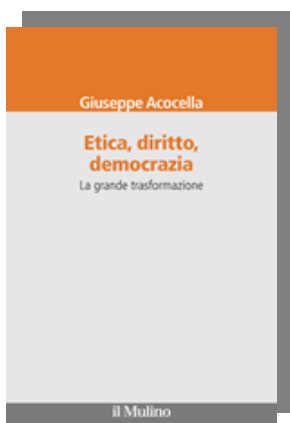 Giuseppe Acocella
Etica, diritto,
democrazia
La grande trasformazione
il Mulino